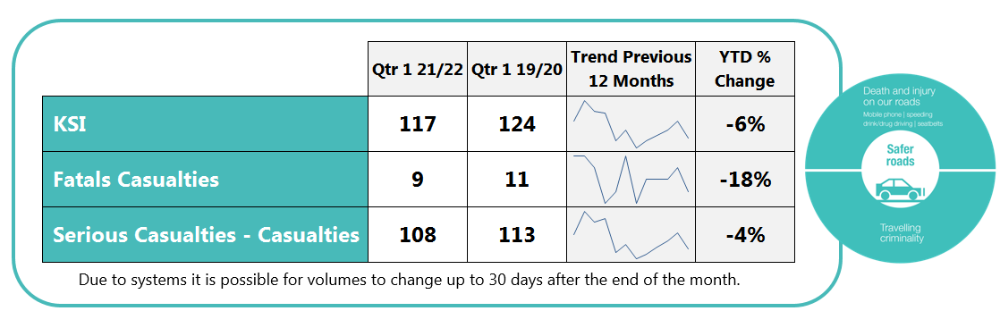 Qtr 1 21/22 Qtr 1 19/20 Trend Previous 12 Months YTD % Change
KSI 117 124 -6%
Fatals Casualties 9 11 -18%
Serious Casualties - Casualties 108 113 -4%
Due to systems it is possible for volumes to change up to 30 days after the end of the month.
Death and injury
on our roads
Mobile phone | speeding
drink/drug driving | seatbelts
Safer
roads
Travelling
criminality